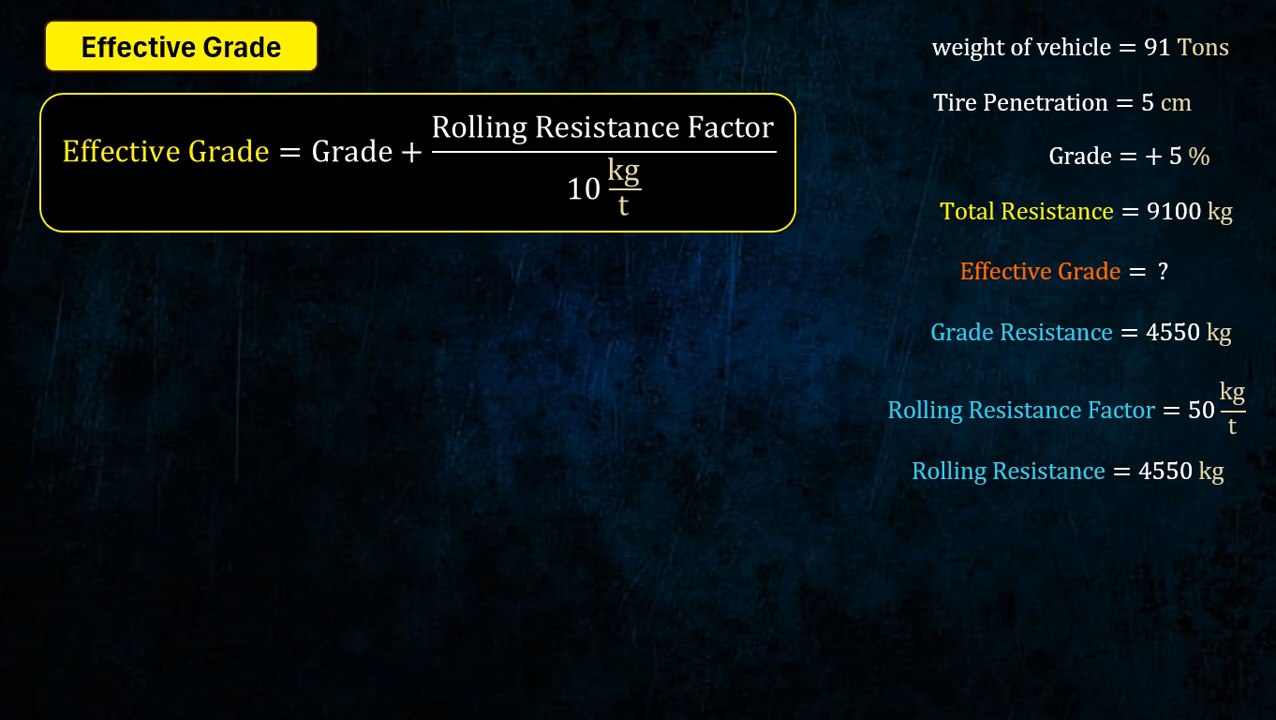 Effective Grade
Effective Grade = Grade + Rolling Resistance Factor / 10 kg/t
weight of vehicle = 91 Tons
Tire Penetration = 5 cm
Grade = + 5 %
Total Resistance = 9100 kg
Effective Grade = ?
Grade Resistance = 4550 kg
Rolling Resistance Factor = 50 kg/t
Rolling Resistance = 4550 kg